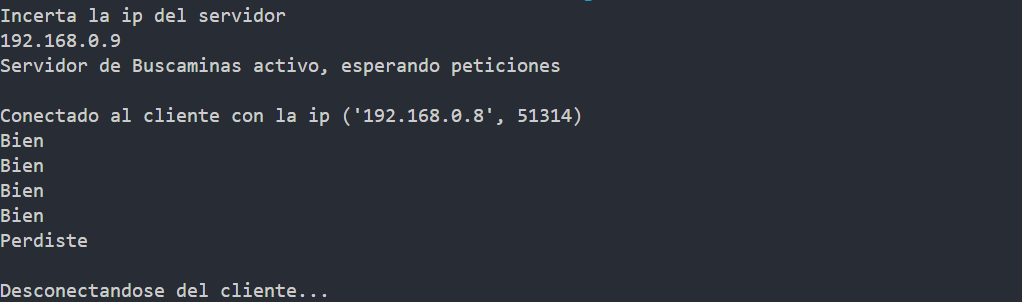 Incerta la ip del servidor
192.168.0.9
Servidor de Buscaminas activo, esperando peticiones
Conectado al cliente con la ip ('192.168.0.8', 51314)
Bien
Bien
Bien
Bien
Perdiste
Desconectandose del cliente...